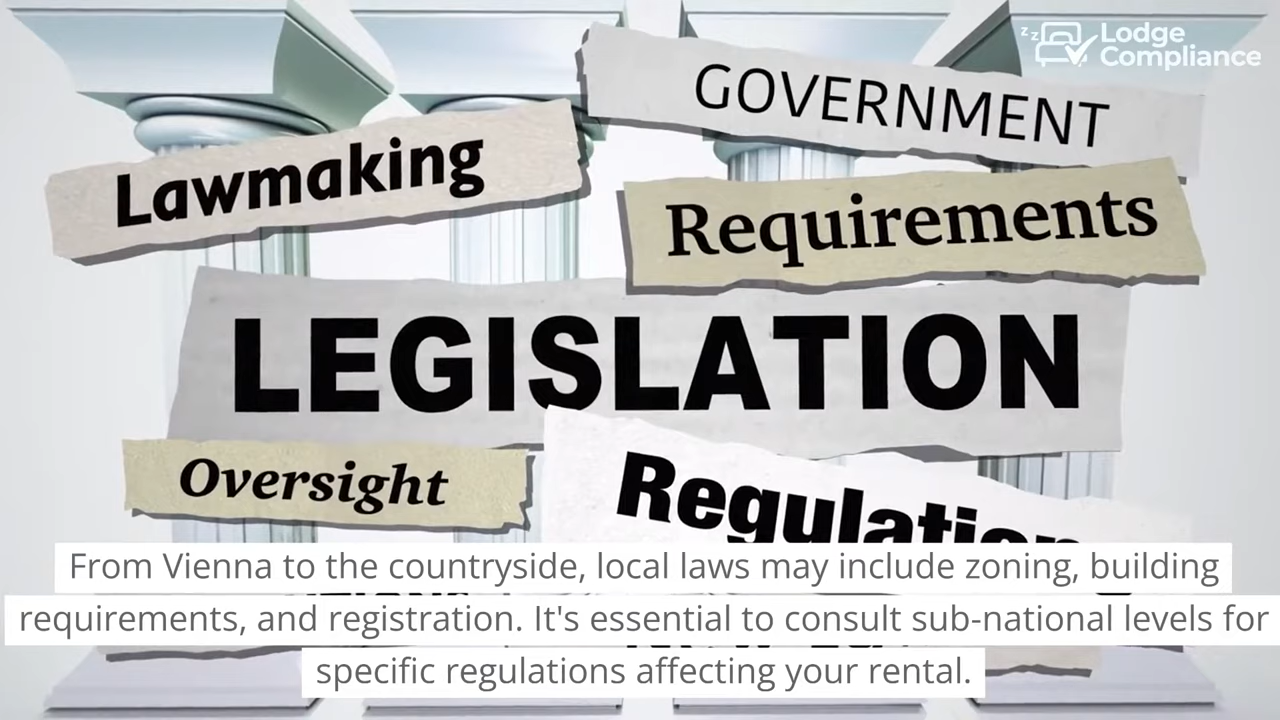 Lodge
Compliance
GOVERNMENT
Lawmaking
Requirements
LEGISLATION
Oversight
Regulation
From Vienna to the countryside, local laws may include zoning, building
requirements, and registration. It's essential to consult sub-national levels for
specific regulations affecting your rental.